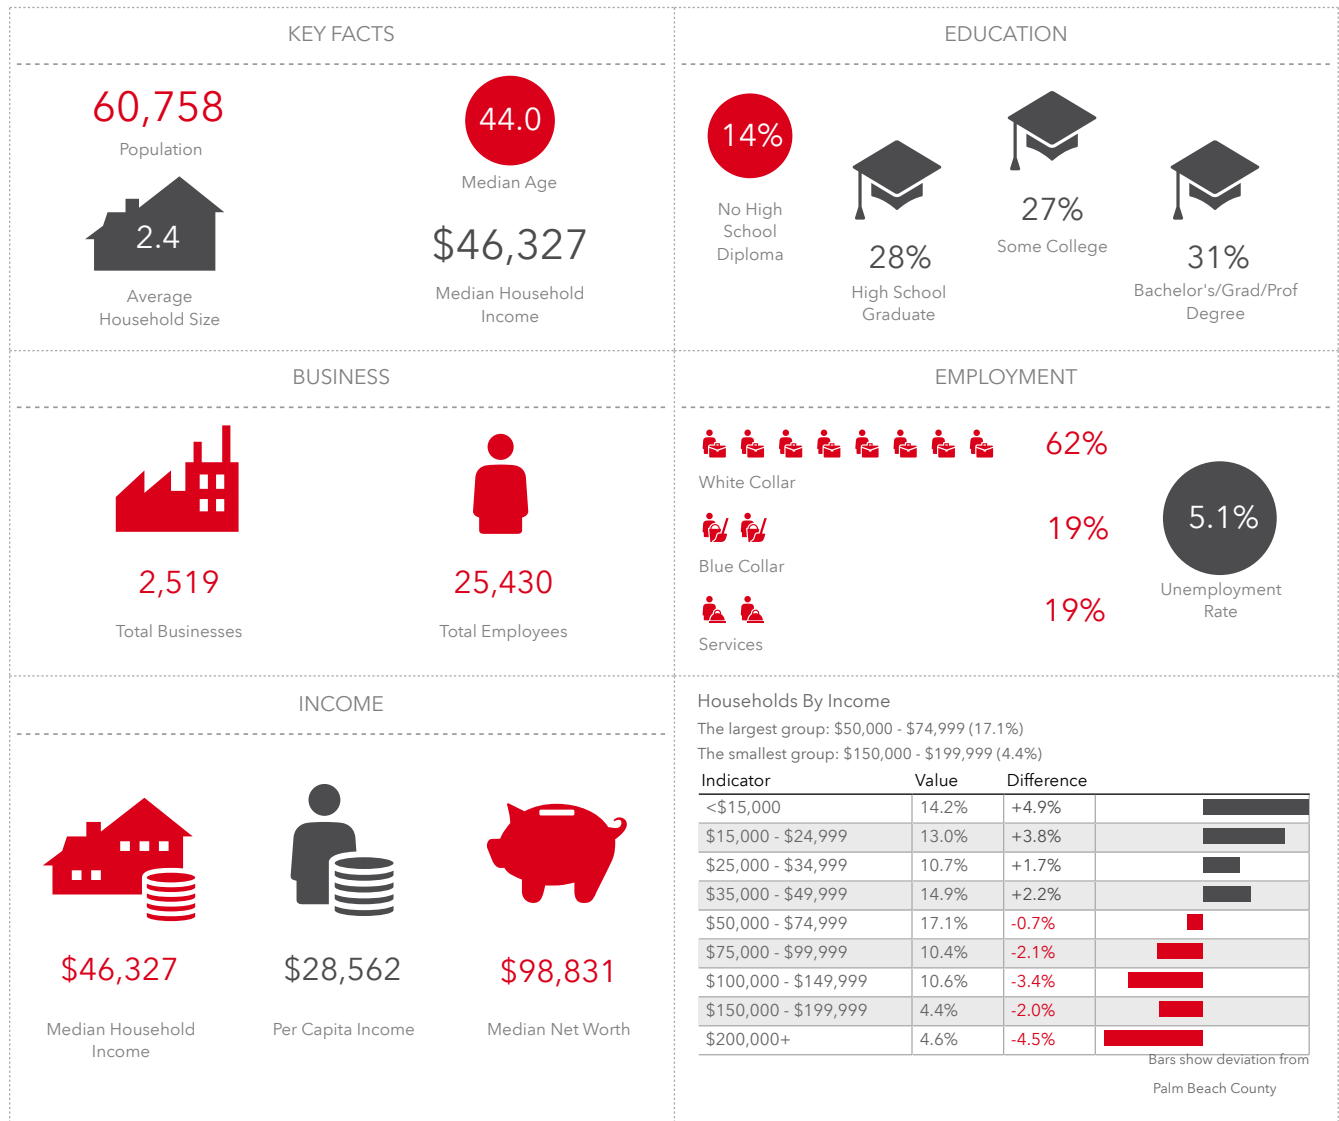 KEY FACTS
60,758
Population
44.0
Median Age
2.4
Average
Household Size
$46,327
Median Household
Income
EDUCATION
14%
No High
School
Diploma
28%
High School
Graduate
27%
Some College
31%
Bachelor's/Grad/Prof
Degree
BUSINESS
2,519
Total Businesses
25,430
Total Employees
EMPLOYMENT
62%
White Collar
19%
Blue Collar
19%
Services
5.1%
Unemployment
Rate
INCOME
$46,327
Median Household
Income
$28,562
Per Capita Income
$98,831
Median Net Worth
Households By Income
The largest group: $50,000 - $74,999 (17.1%)
The smallest group: $150,000 - $199,999 (4.4%)
Indicator Value Difference
<$15,000 14.2% +4.9%
$15,000 - $24,999 13.0% +3.8%
$25,000 - $34,999 10.7% +1.7%
$35,000 - $49,999 14.9% +2.2%
$50,000 - $74,999 17.1% -0.7%
$75,000 - $99,999 10.4% -2.1%
$100,000 - $149,999 10.6% -3.4%
$150,000 - $199,999 4.4% -2.0%
$200,000+ 4.6% -4.5%
Bars show deviation from
Palm Beach County